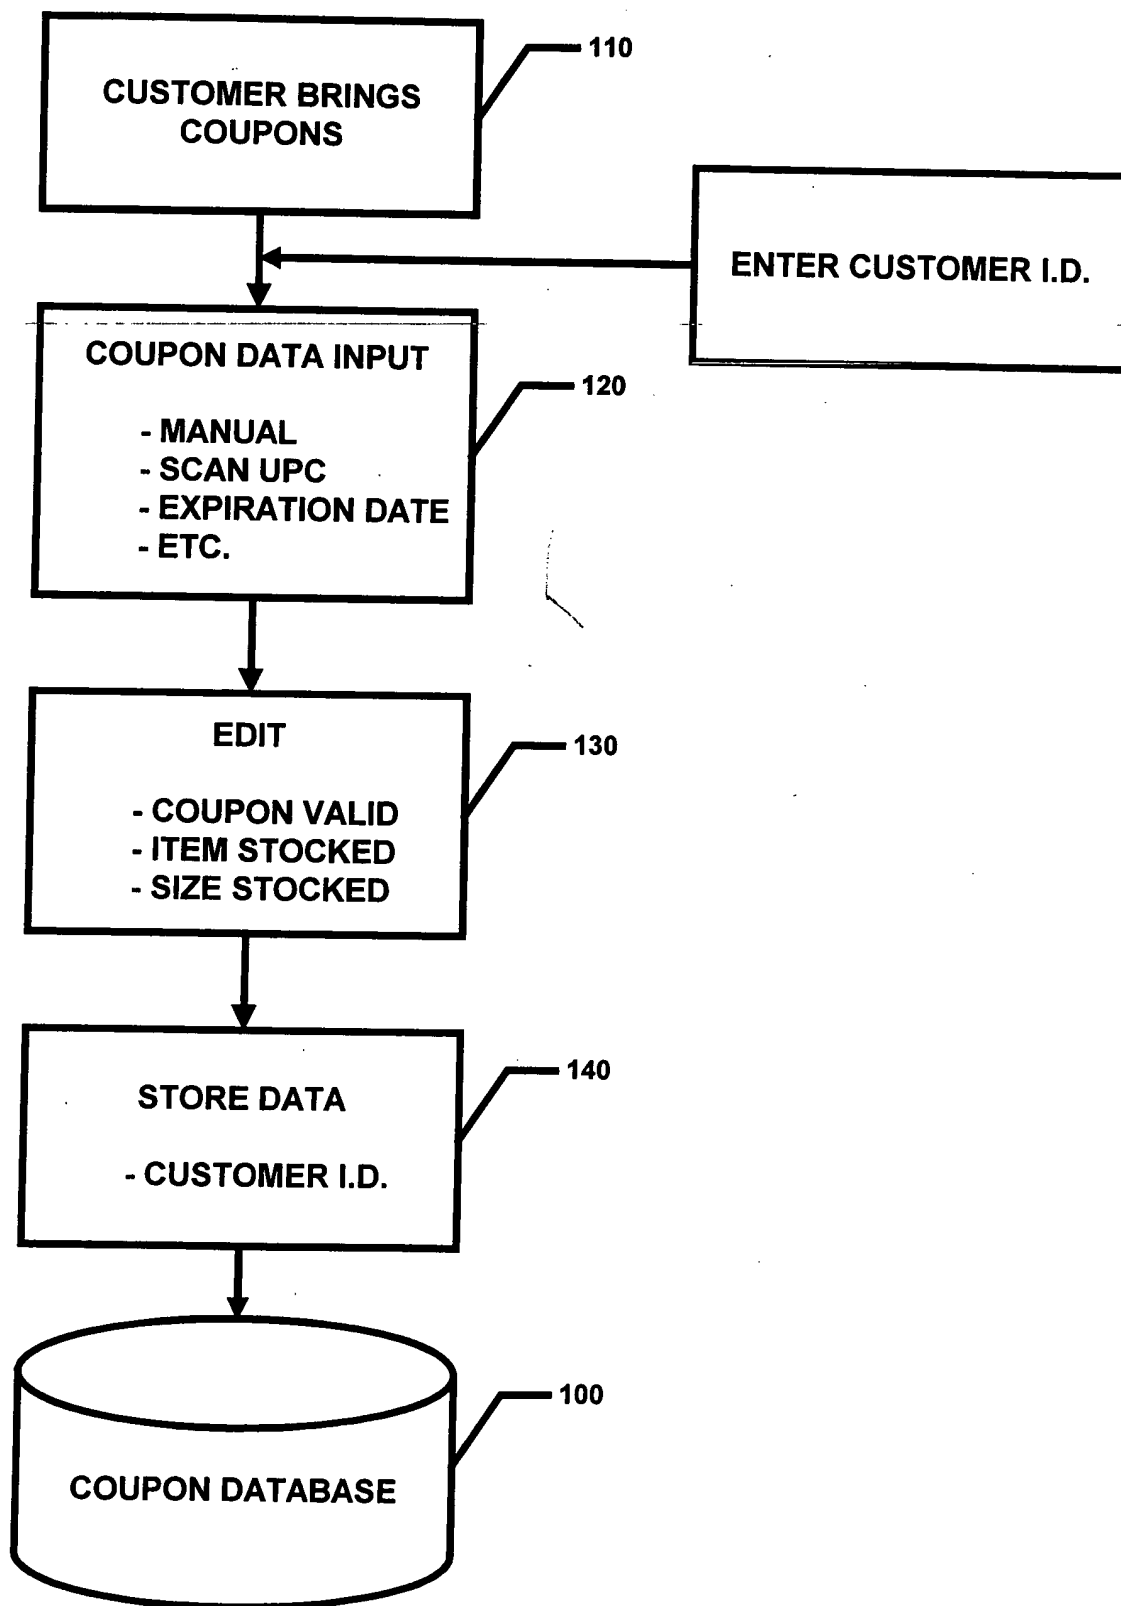 110
CUSTOMER BRINGS
COUPONS
ENTER CUSTOMER I.D.
COUPON DATA INPUT
120
- MANUAL
- SCAN UPC
- EXPIRATION DATE
- ETC.
EDIT
130
- COUPON VALID
- ITEM STOCKED
- SIZE STOCKED
140
STORE DATA
- CUSTOMER I.D.
100
COUPON DATABASE